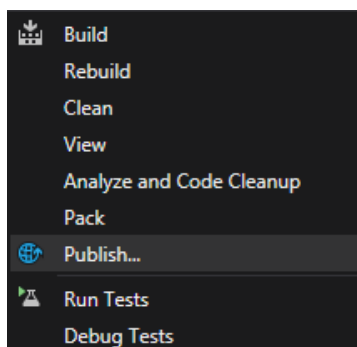 Build
Rebuild
Clean
View
Analyze and Code Cleanup
Pack
Publish...
Run Tests
Debug Tests